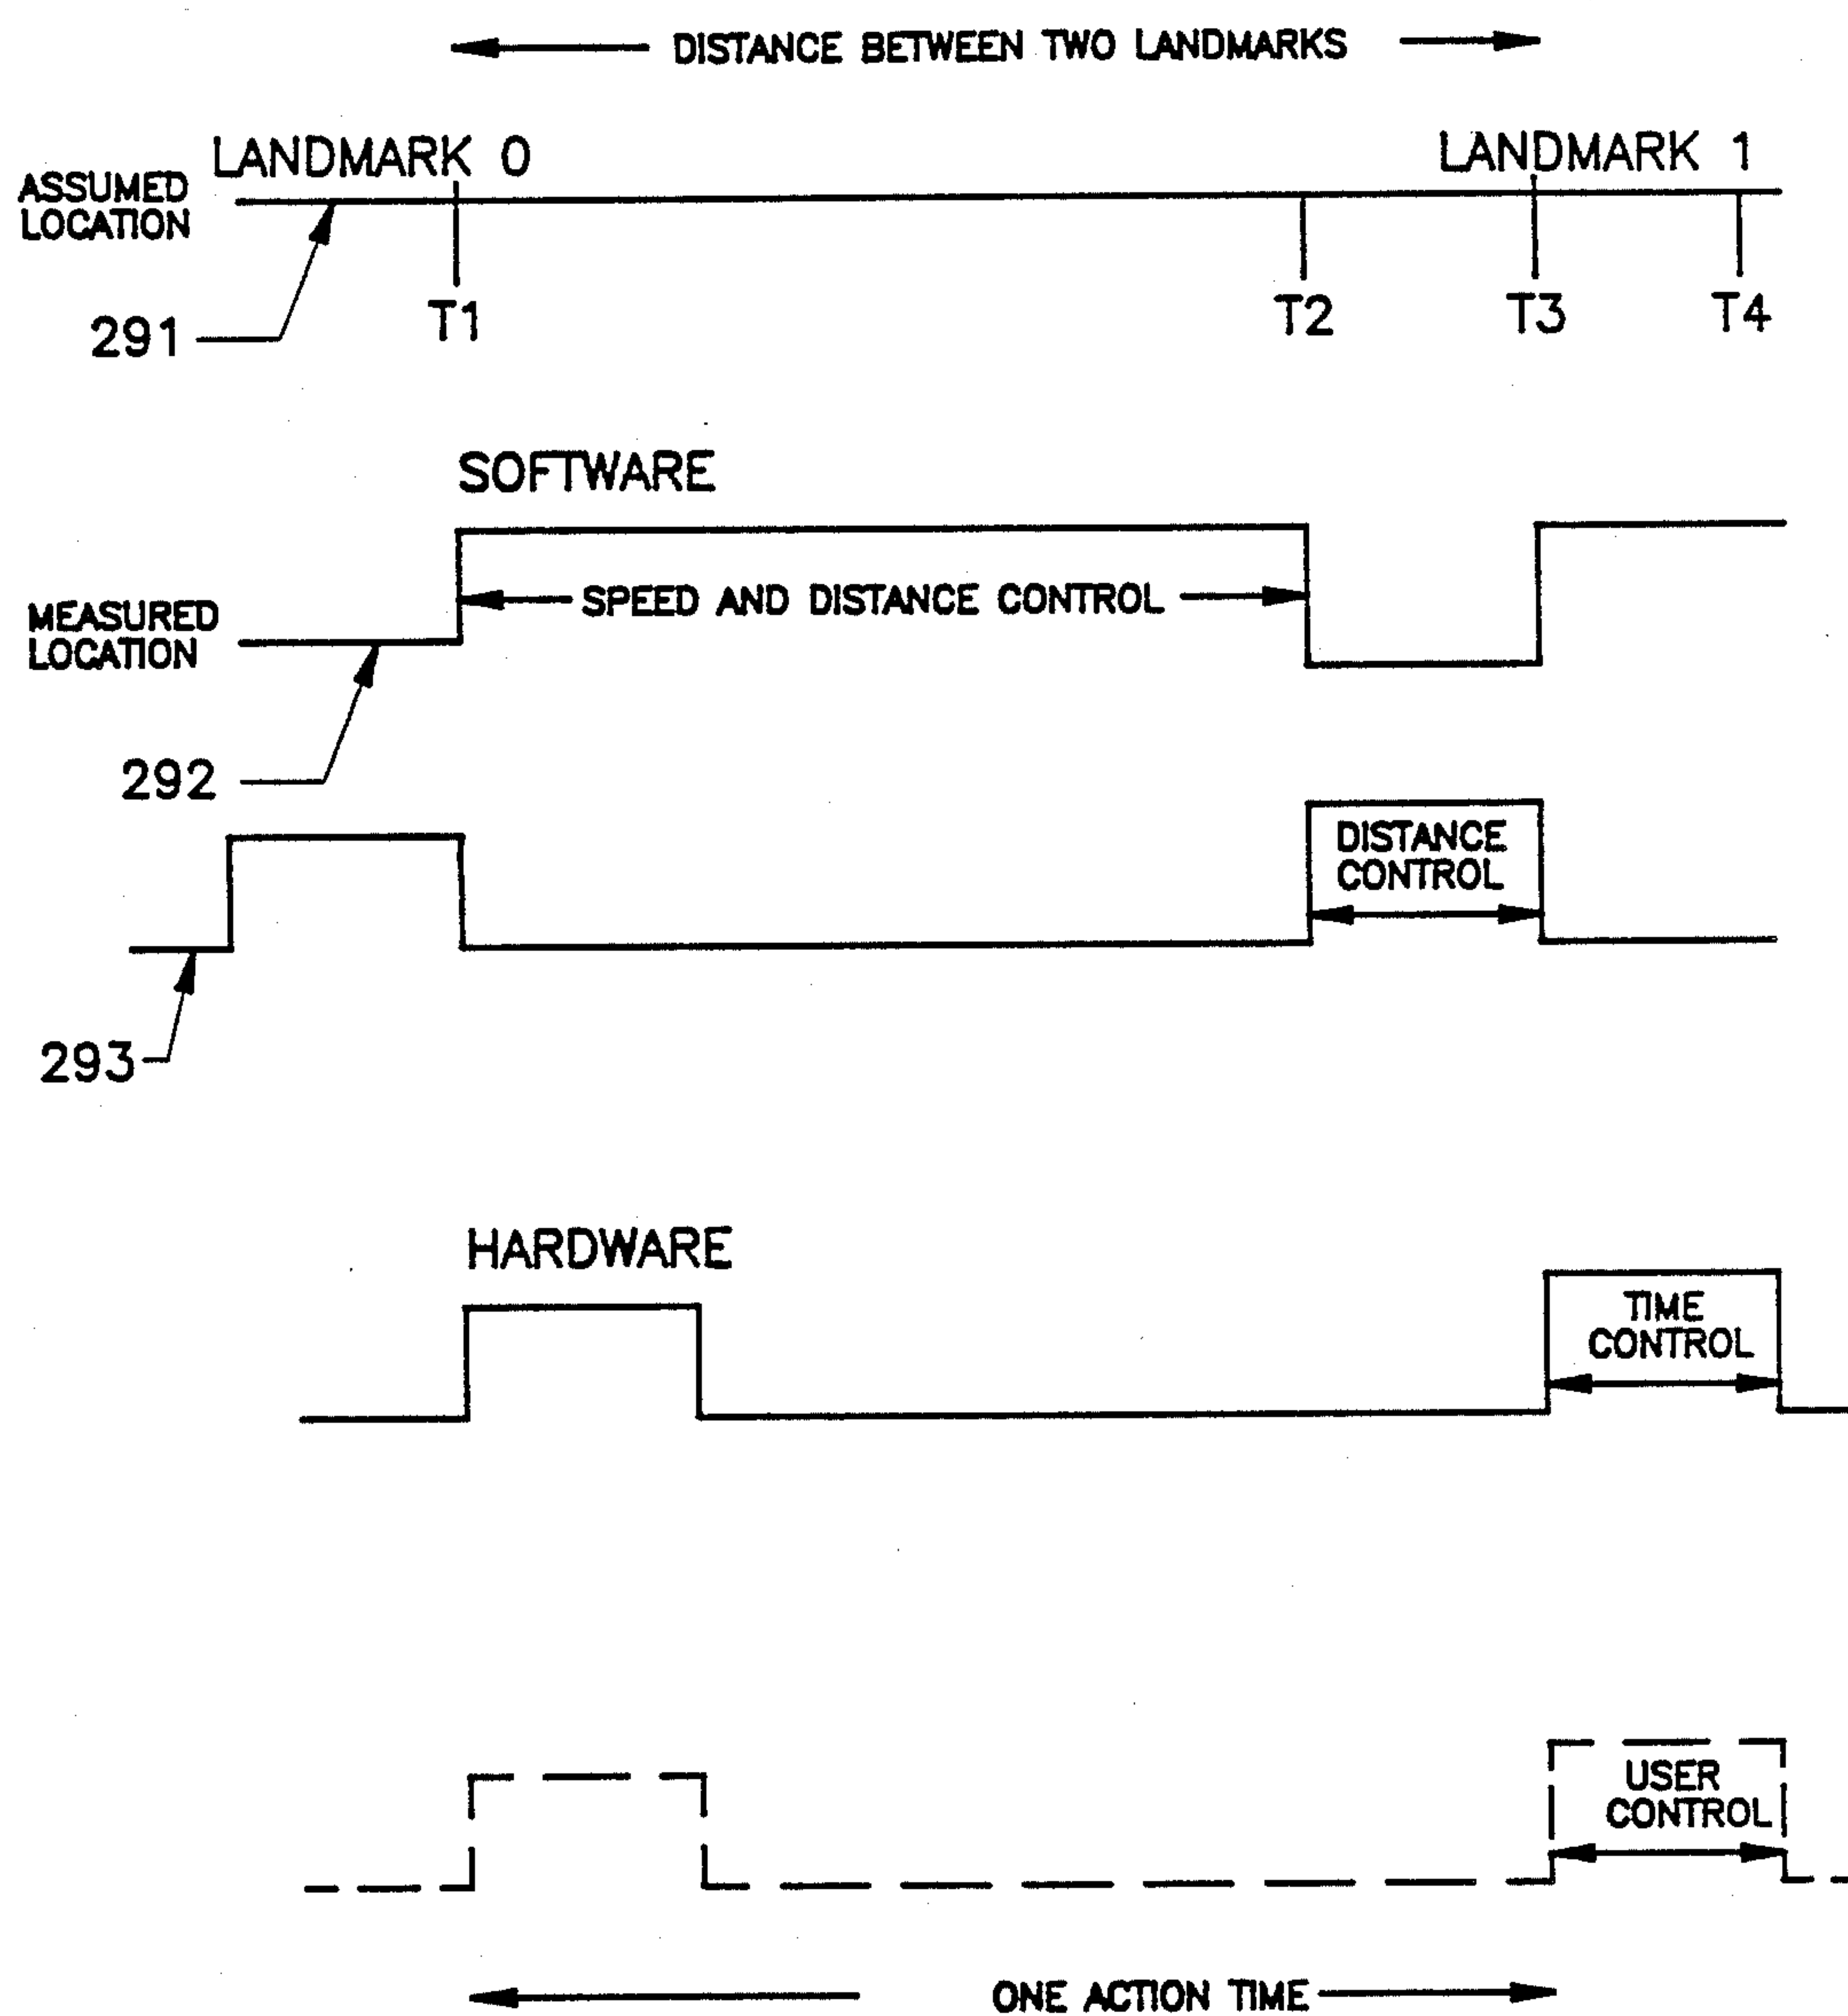 DISTANCE BETWEEN TWO LANDMARKS
LANDMARK 0
LANDMARK 1
ASSUMED
LOCATION
291
T1
T2
T3
T4
SOFTWARE
SPEED AND DISTANCE CONTROL
MEASURED
LOCATION
292
DISTANCE
CONTROL
293
HARDWARE
TIME
CONTROL
USER
CONTROL
ONE ACTION TIME